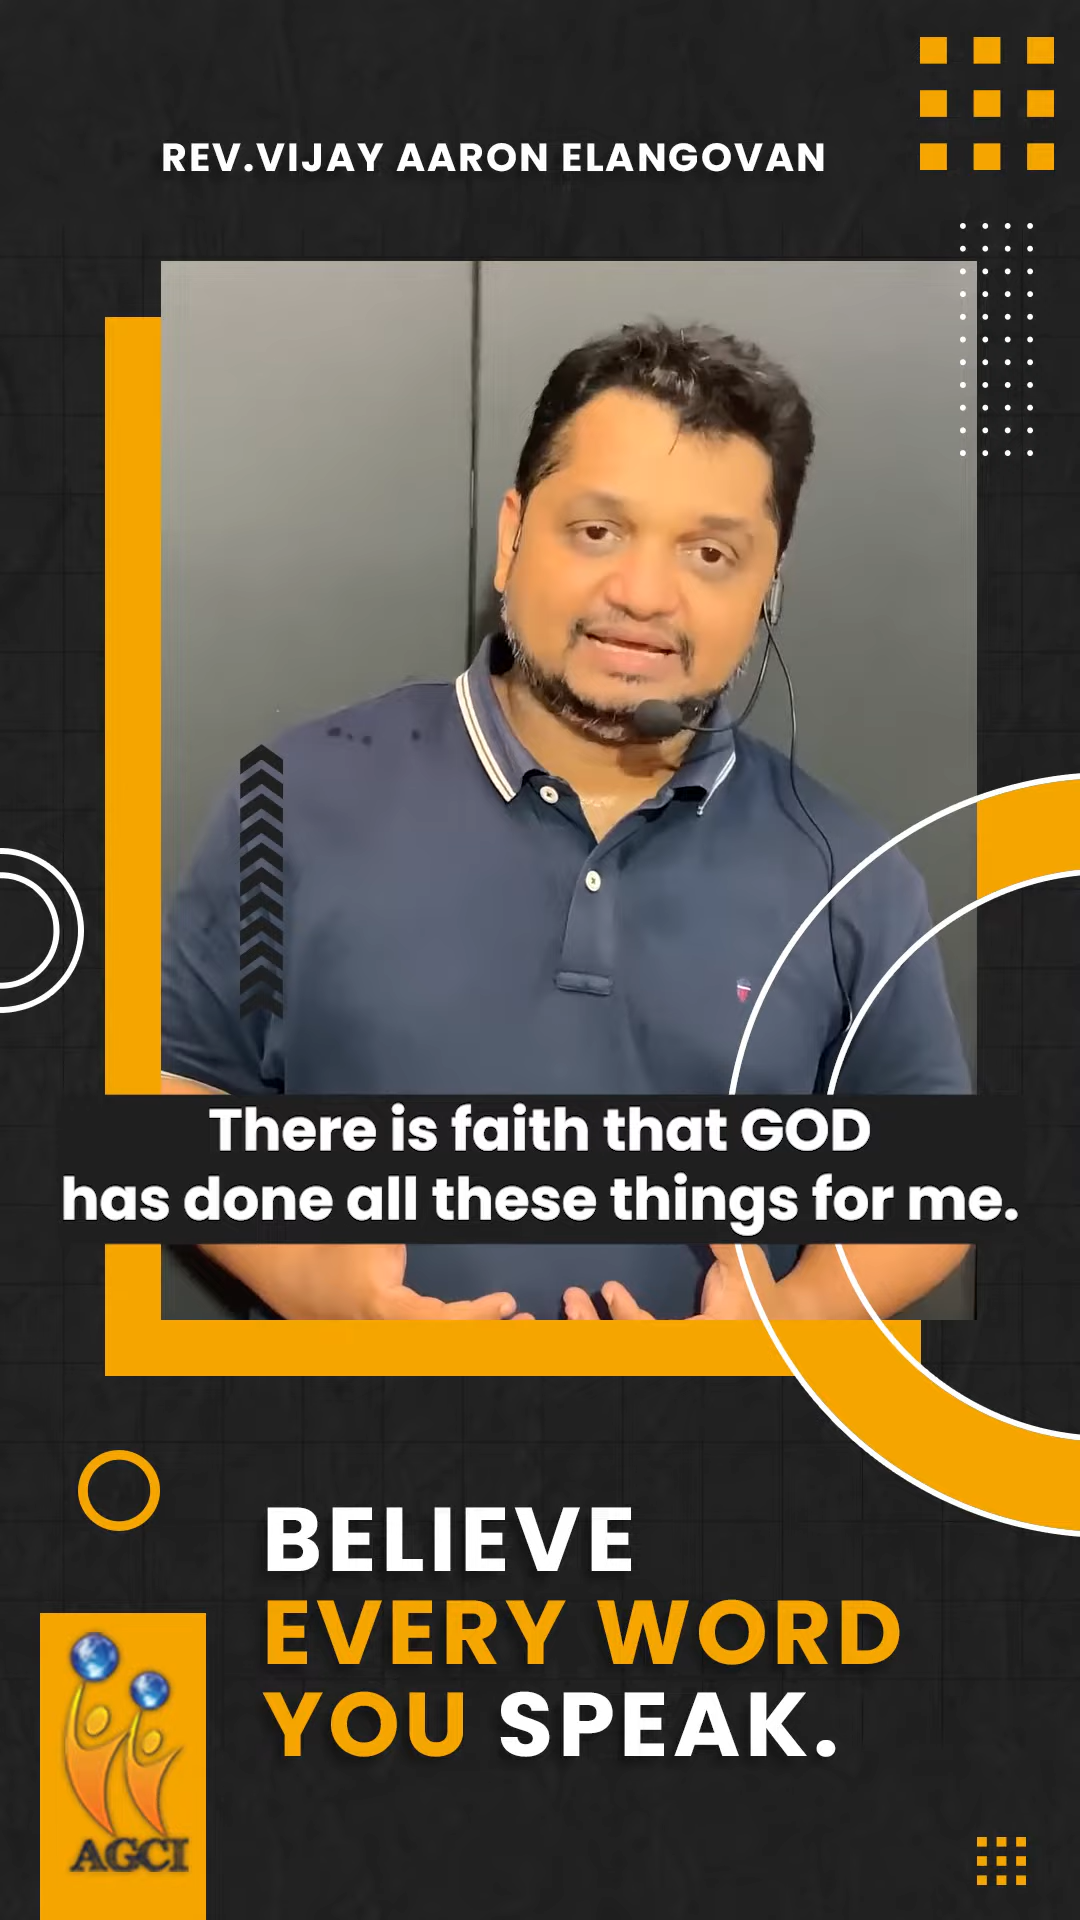 REV.VIJAY AARON ELANGOVAN
There is faith that GOD
has done all these things for me.
BELIEVE
EVERY WORD
YOU SPEAK.
AGCI